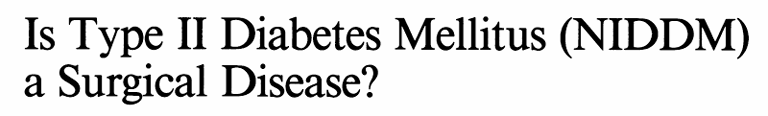 Is Type II Diabetes Mellitus (NIDDM)
a Surgical Disease?